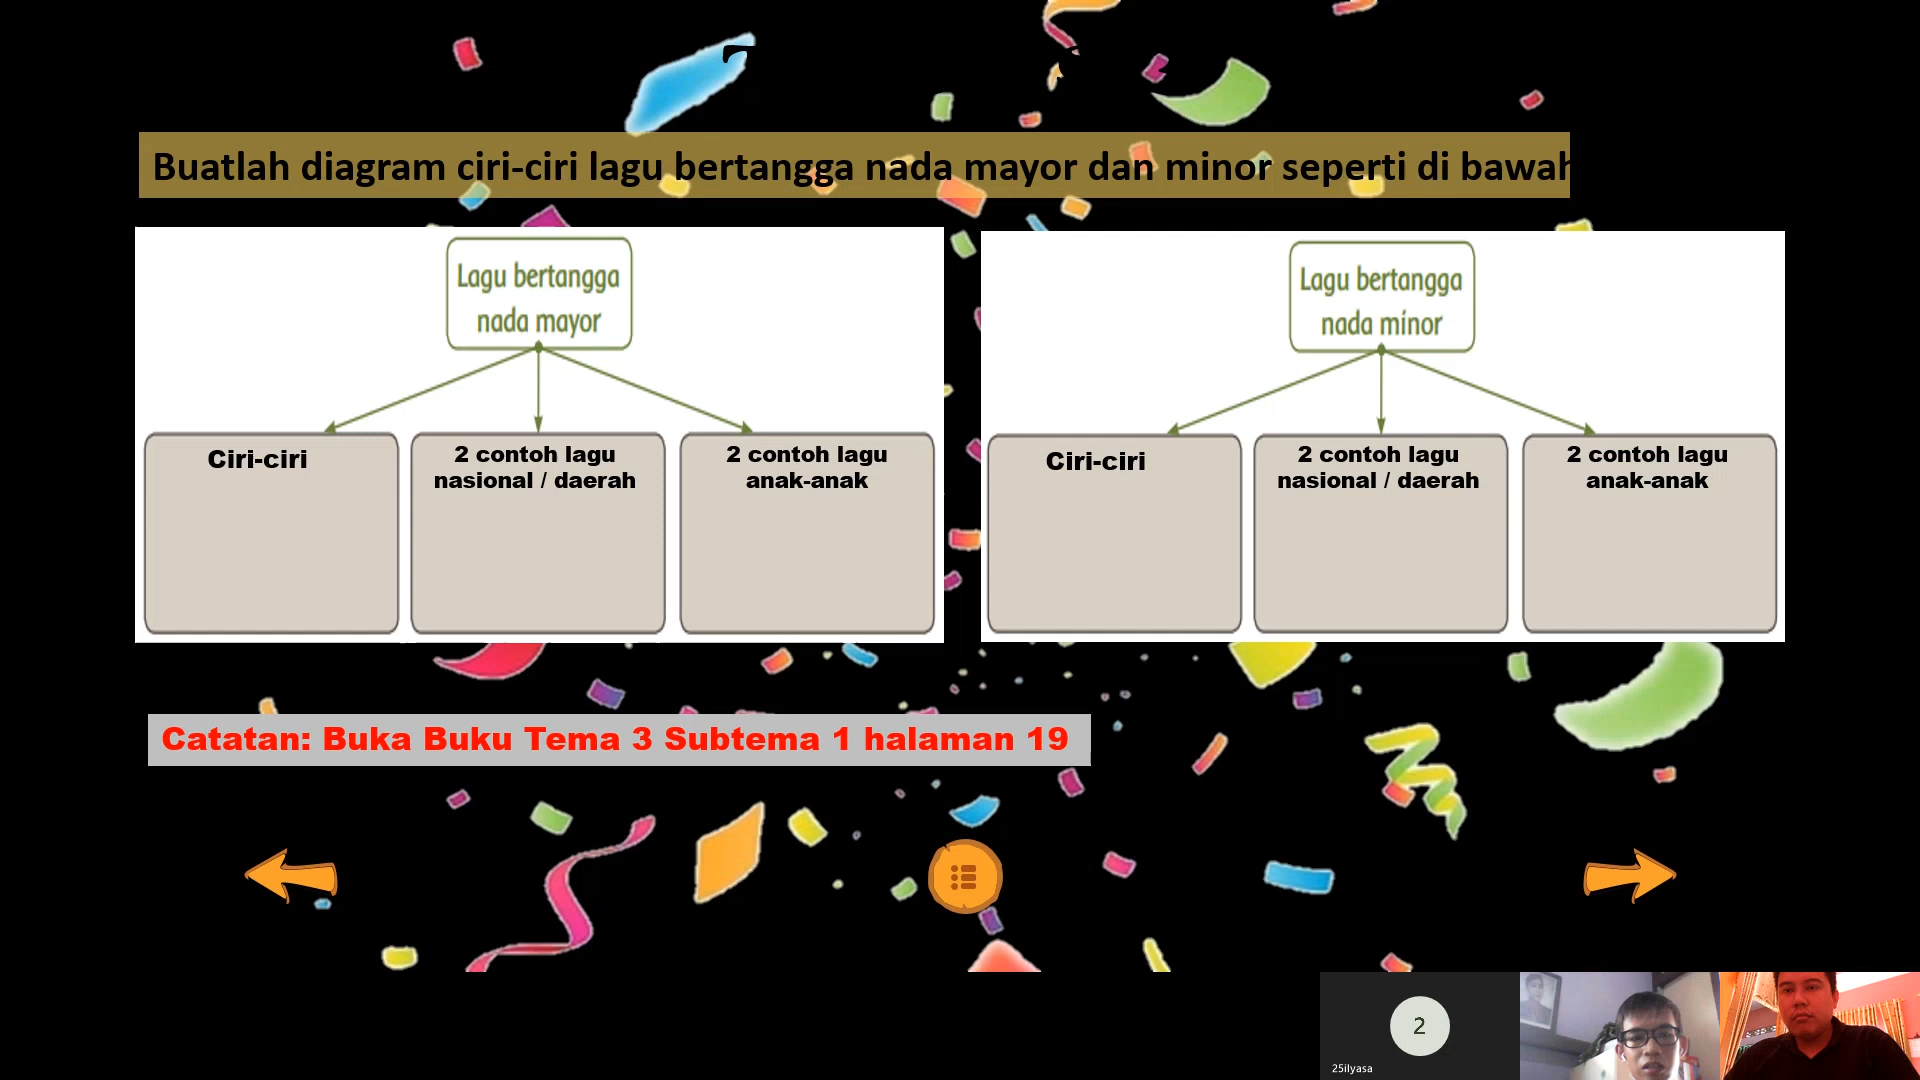 Buatlah diagram ciri-ciri lagu bertangga nada mayor dan minor seperti di bawah
Lagu bertangga
nada mayor
Ciri-ciri
2 contoh lagu
nasional / daerah
2 contoh lagu
anak-anak
Lagu bertangga
nada minor
Ciri-ciri
2 contoh lagu
nasional / daerah
2 contoh lagu
anak-anak
Catatan: Buka Buku Tema 3 Subtema 1 halaman 19
2
25ilyasa